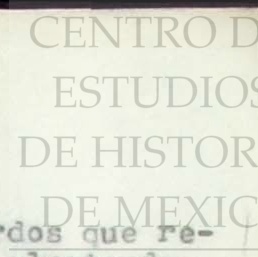 CENTRO D
ESTUDIOS
DE HISTOR
DE MEXIC
rdos que re-